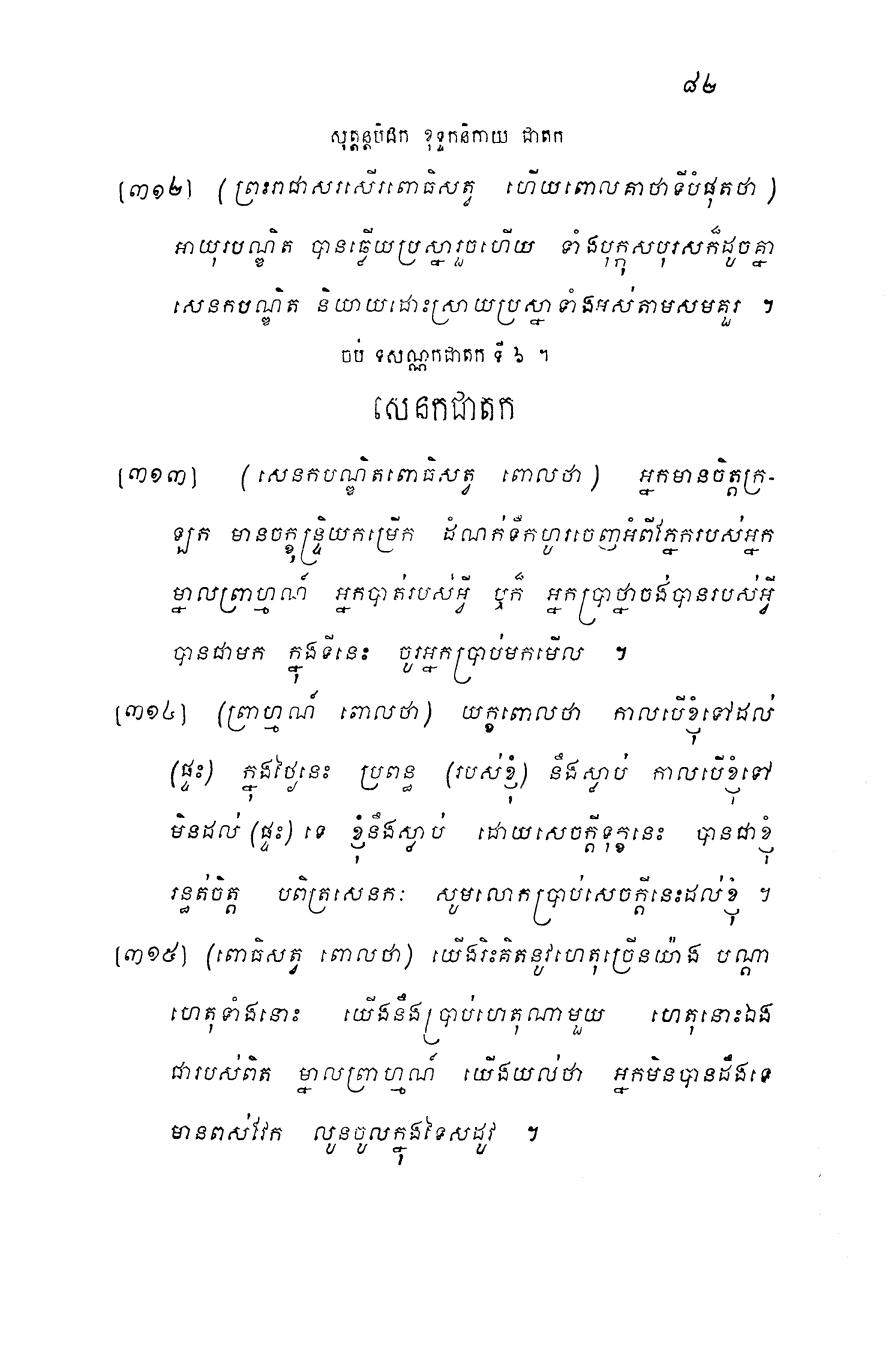 ៨២
សុត្តន្តបិដក ខុទ្ទកនិកាយ ជាតក
[៣១២] (ព្រះរាជាសរសើរពោធិសត្វ ហើយពោលគាថាទីបំផុតថា)
អាយុរបណ្ឌិត បានឆ្លើយប្រស្នារួចហើយ ទាំងបុក្កុសបុរសក៏ដូចគ្នា
សេនកបណ្ឌិត និយាយដោះស្រាយប្រស្នាទាំងអស់តាមសមគួរ ។
ចប់ ទសណ្ណកជាតក ទី ៦ ។
សេនកជាតក
[៣១៣] (សេនកបណ្ឌិតពោធិសត្វ ពោលថា) អ្នកមានចិត្តក្រ-
ឡុក មានចក្ខុន្ទ្រិយកម្រើក ដំណក់ទឹកហូរចេញអំពីភ្នែករបស់អ្នក
ម្នាលព្រាហ្មណ៍ អ្នកបាត់របស់អ្វី ឬក៏ អ្នកប្រាថ្នាចង់បានរបស់អ្វី
បានជាមក ក្នុងទីនេះ ចូរអ្នកប្រាប់មកមើល ។
[៣១៤] (ព្រាហ្មណ៍ ពោលថា) យក្ខពោលថា កាលបើខ្ញុំទៅដល់
(ផ្ទះ) ក្នុងថ្ងៃនេះ ប្រពន្ធ (របស់ខ្ញុំ) នឹងស្លាប់ កាលបើខ្ញុំទៅ
មិនដល់ (ផ្ទះ) ទេ ខ្ញុំនឹងស្លាប់ ដោយសេចក្តីទុក្ខនេះ បានជាខ្ញុំ
រន្ធត់ចិត្ត បពិត្រសេនកៈ សូមលោកប្រាប់សេចក្តីនេះដល់ខ្ញុំ ។
[៣១៥] (ពោធិសត្វ ពោលថា) យើងរិះគិតនូវហេតុច្រើនយ៉ាង បណ្តា
ហេតុទាំងនោះ យើងនឹងប្រាប់ហេតុណាមួយ ហេតុនោះឯង
ជារបស់ពិត ម្នាលព្រាហ្មណ៍ យើងយល់ថា អ្នកមិនបានដឹងទេ
មានពស់វែក លូនចូលក្នុងទៃសដូវ ។